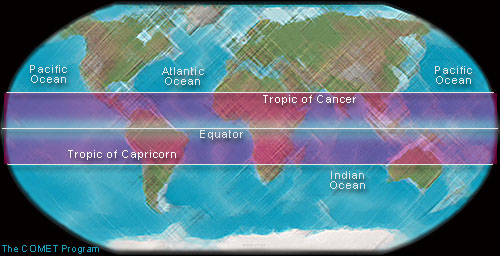 Pacific
Ocean
Atlantic
Ocean
Pacific
Ocean
Tropic of Cancer
Equator
Tropic of Capricorn
Indian
Ocean
The COMET Program